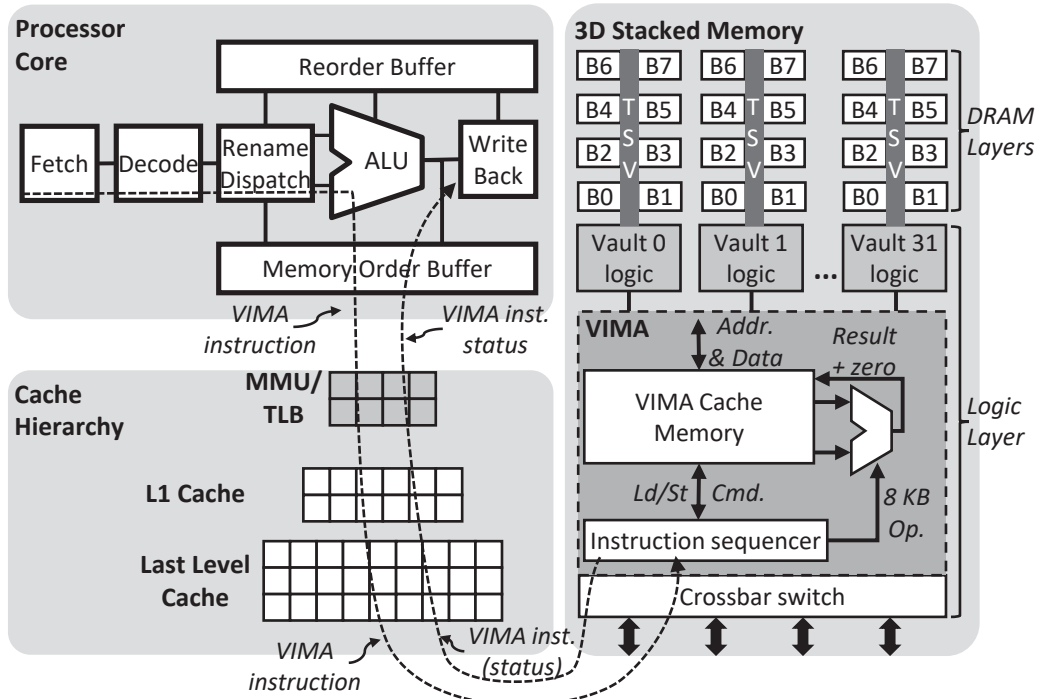 Processor
Core
Reorder Buffer
Fetch
Decode
Rename
Dispatch
ALU
Write
Back
Memory Order Buffer
VIMA
instruction
VIMA inst.
status
Cache
Hierarchy
MMU/
TLB
L1 Cache
Last Level
Cache
VIMA
instruction
VIMA inst.
(status)
3D Stacked Memory
B6 B7 B6 B7 B6 B7
B4 T B5 B4 T B5 B4 T B5
S S S
B2 B3 B2 B3 B2 B3
V V V
B0 B1 B0 B1 B0 B1
DRAM
Layers
Vault 0
logic
Vault 1
logic
...
Vault 31
logic
VIMA
Addr.
& Data
Result
+ zero
VIMA Cache
Memory
Logic
Layer
Ld/St Cmd.
8 KB
Op.
Instruction sequencer
Crossbar switch